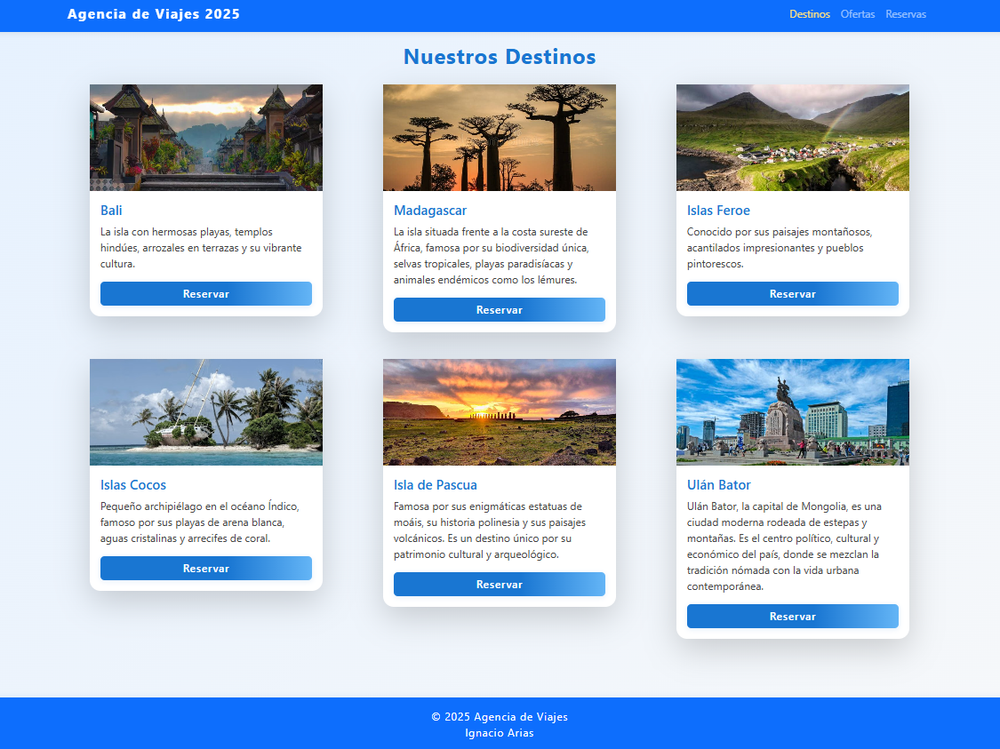 Agencia de Viajes 2025
Destinos Ofertas Reservas
Nuestros Destinos
Bali
La isla con hermosas playas, templos
hindúes, arrozales en terrazas y su vibrante
cultura.
Reservar
Madagascar
La isla situada frente a la costa sureste de
África, famosa por su biodiversidad única,
selvas tropicales, playas paradisíacas y
animales endémicos como los lémures.
Reservar
Islas Feroe
Conocido por sus paisajes montañosos,
acantilados impresionantes y pueblos
pintorescos.
Reservar
Islas Cocos
Pequeño archipiélago en el océano Índico,
famoso por sus playas de arena blanca,
aguas cristalinas y arrecifes de coral.
Reservar
Isla de Pascua
Famosa por sus enigmáticas estatuas de
moáis, su historia polinesia y sus paisajes
volcánicos. Es un destino único por su
patrimonio cultural y arqueológico.
Reservar
Ulán Bator
Ulán Bator, la capital de Mongolia, es una
ciudad moderna rodeada de estepas y
montañas. Es el centro político, cultural y
económico del país, donde se mezclan la
tradición nómada con la vida urbana
contemporánea.
Reservar
© 2025 Agencia de Viajes
Ignacio Arias